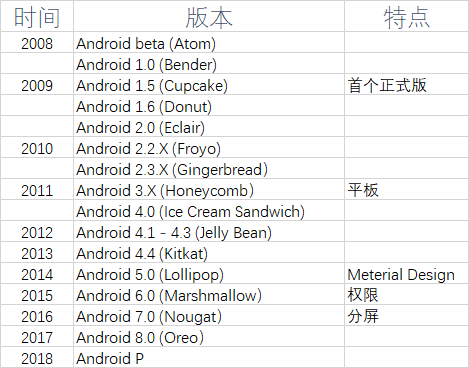 时间 版本 特点
2008 Android beta (Atom)
Android 1.0 (Bender)
2009 Android 1.5 (Cupcake) 首个正式版
Android 1.6 (Donut)
Android 2.0 (Eclair)
2010 Android 2.2.X (Froyo)
Android 2.3.X (Gingerbread)
2011 Android 3.X (Honeycomb) 平板
Android 4.0 (Ice Cream Sandwich)
2012 Android 4.1 - 4.3 (Jelly Bean)
2013 Android 4.4 (Kitkat)
2014 Android 5.0 (Lollipop) Meterial Design
2015 Android 6.0 (Marshmallow) 权限
2016 Android 7.0 (Nougat) 分屏
2017 Android 8.0 (Oreo)
2018 Android P